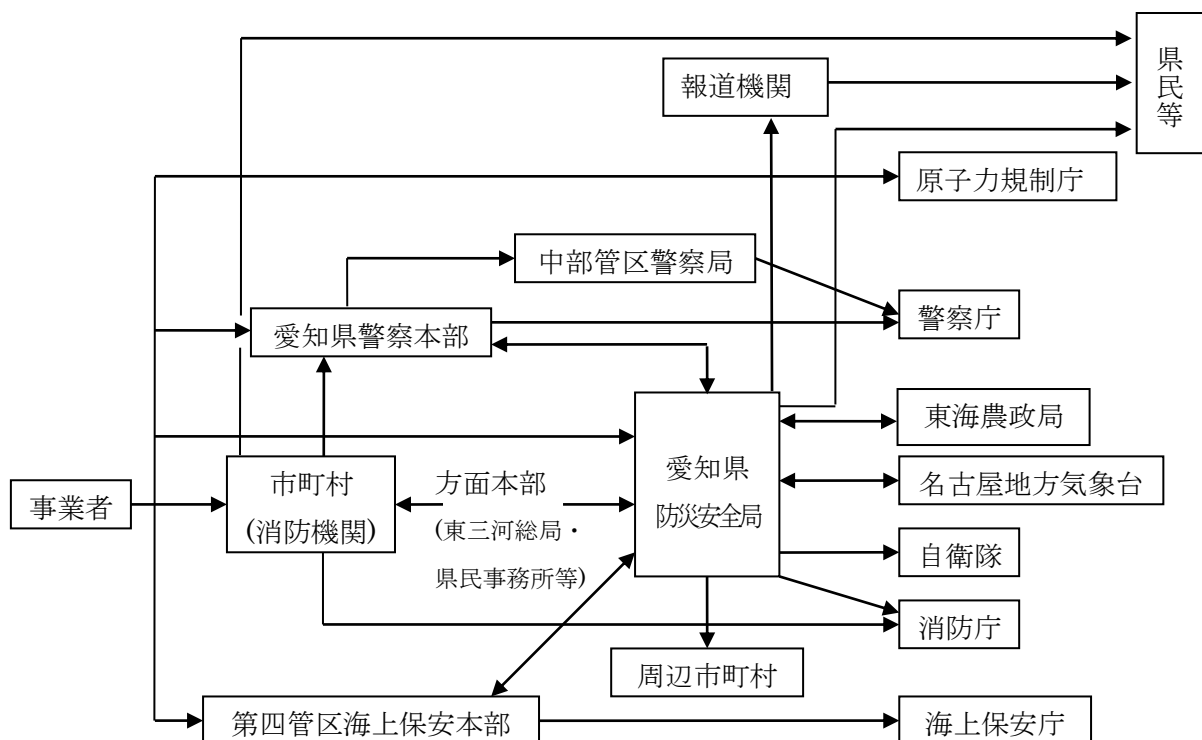 県民等
報道機関
原子力規制庁
中部管区警察局
警察庁
愛知県警察本部
東海農政局
愛知県
防災安全局
市町村
(消防機関)
方面本部
(東三河総局・
県民事務所等)
名古屋地方気象台
事業者
自衛隊
消防庁
周辺市町村
第四管区海上保安本部
海上保安庁